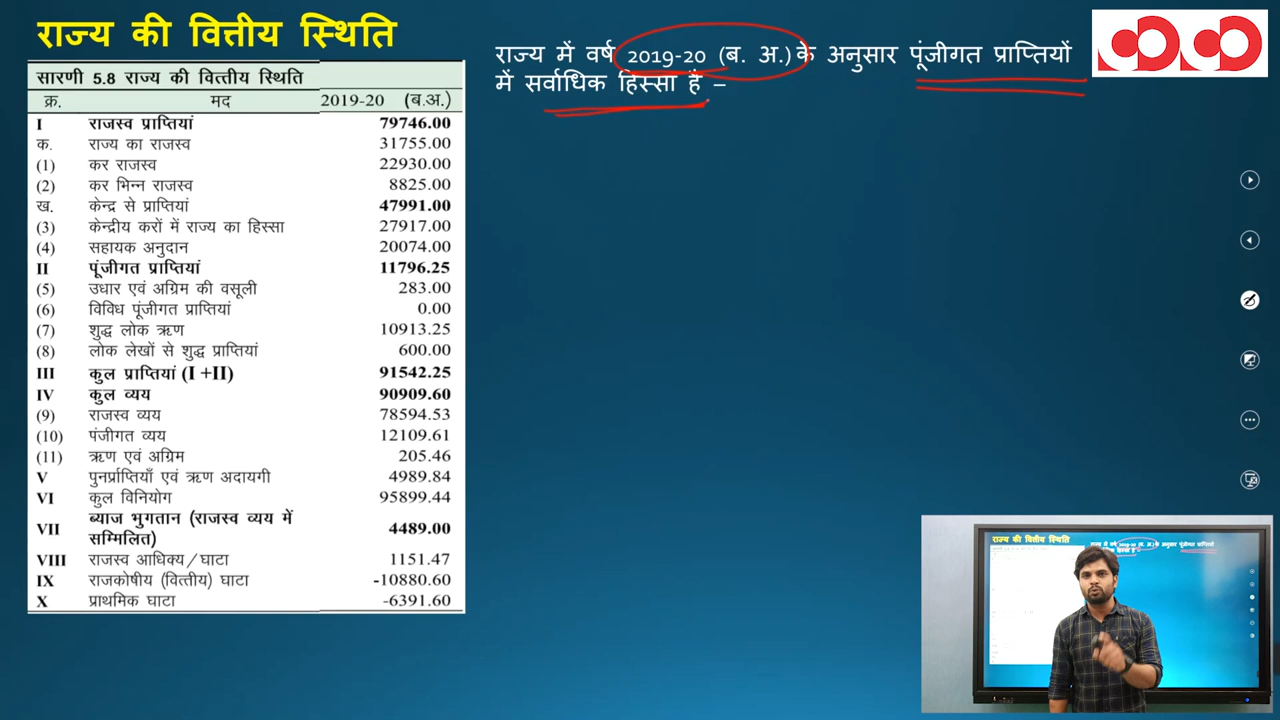 राज्य की वित्तीय स्थिति
राज्य में वर्ष 2019-20 (ब. अ.) के अनुसार पूंजीगत प्राप्तियों
में सर्वाधिक हिस्सा है –
सारणी 5.8 राज्य की वित्तीय स्थिति
क्र. मद 2019-20 (ब.अ.)
I राजस्व प्राप्तियां 79746.00
क. राज्य का राजस्व 31755.00
(1) कर राजस्व 22930.00
(2) कर भिन्न राजस्व 8825.00
ख. केन्द्र से प्राप्तियां 47991.00
(3) केन्द्रीय करों में राज्य का हिस्सा 27917.00
(4) सहायक अनुदान 20074.00
II पूंजीगत प्राप्तियां 11796.25
(5) उधार एवं अग्रिम की वसूली 283.00
(6) विविध पूंजीगत प्राप्तियां 0.00
(7) शुद्ध लोक ऋण 10913.25
(8) लोक लेखों से शुद्ध प्राप्तियां 600.00
III कुल प्राप्तियां (I +II) 91542.25
IV कुल व्यय 90909.60
(9) राजस्व व्यय 78594.53
(10) पंजीगत व्यय 12109.61
(11) ऋण एवं अग्रिम 205.46
V पुनर्प्राप्तियाँ एवं ऋण अदायगी 4989.84
VI कुल विनियोग 95899.44
VII ब्याज भुगतान (राजस्व व्यय में सम्मिलित) 4489.00
VIII राजस्व आधिक्य/घाटा 1151.47
IX राजकोषीय (वित्तीय) घाटा -10880.60
X प्राथमिक घाटा -6391.60
राज्य की वित्तीय स्थिति